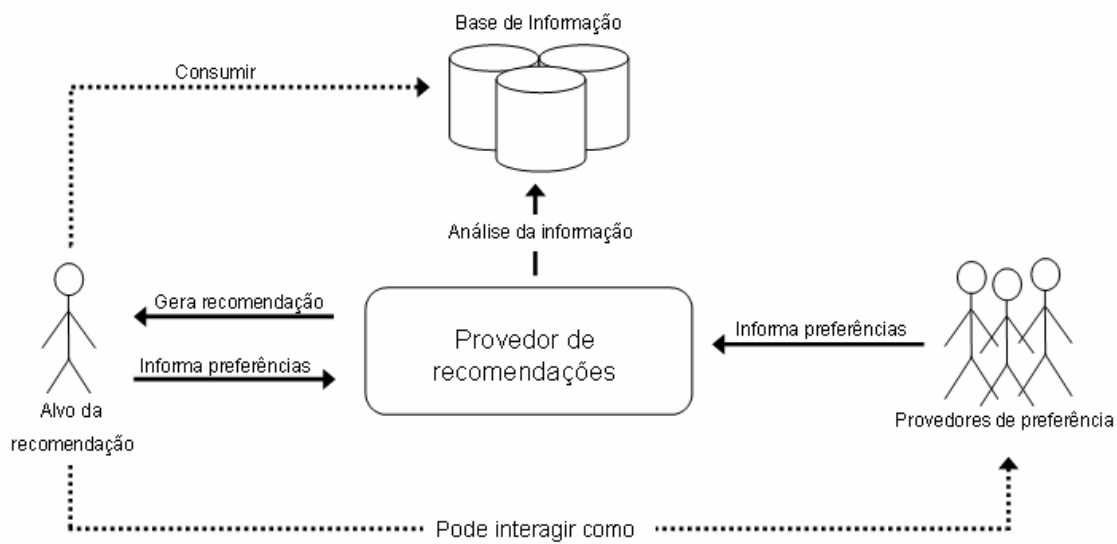 Base de Informação
Consumir
Análise da informação
Gera recomendação
Informa preferências
Alvo da
recomendação
Provedor de
recomendações
Informa preferências
Provedores de preferência
Pode interagir como